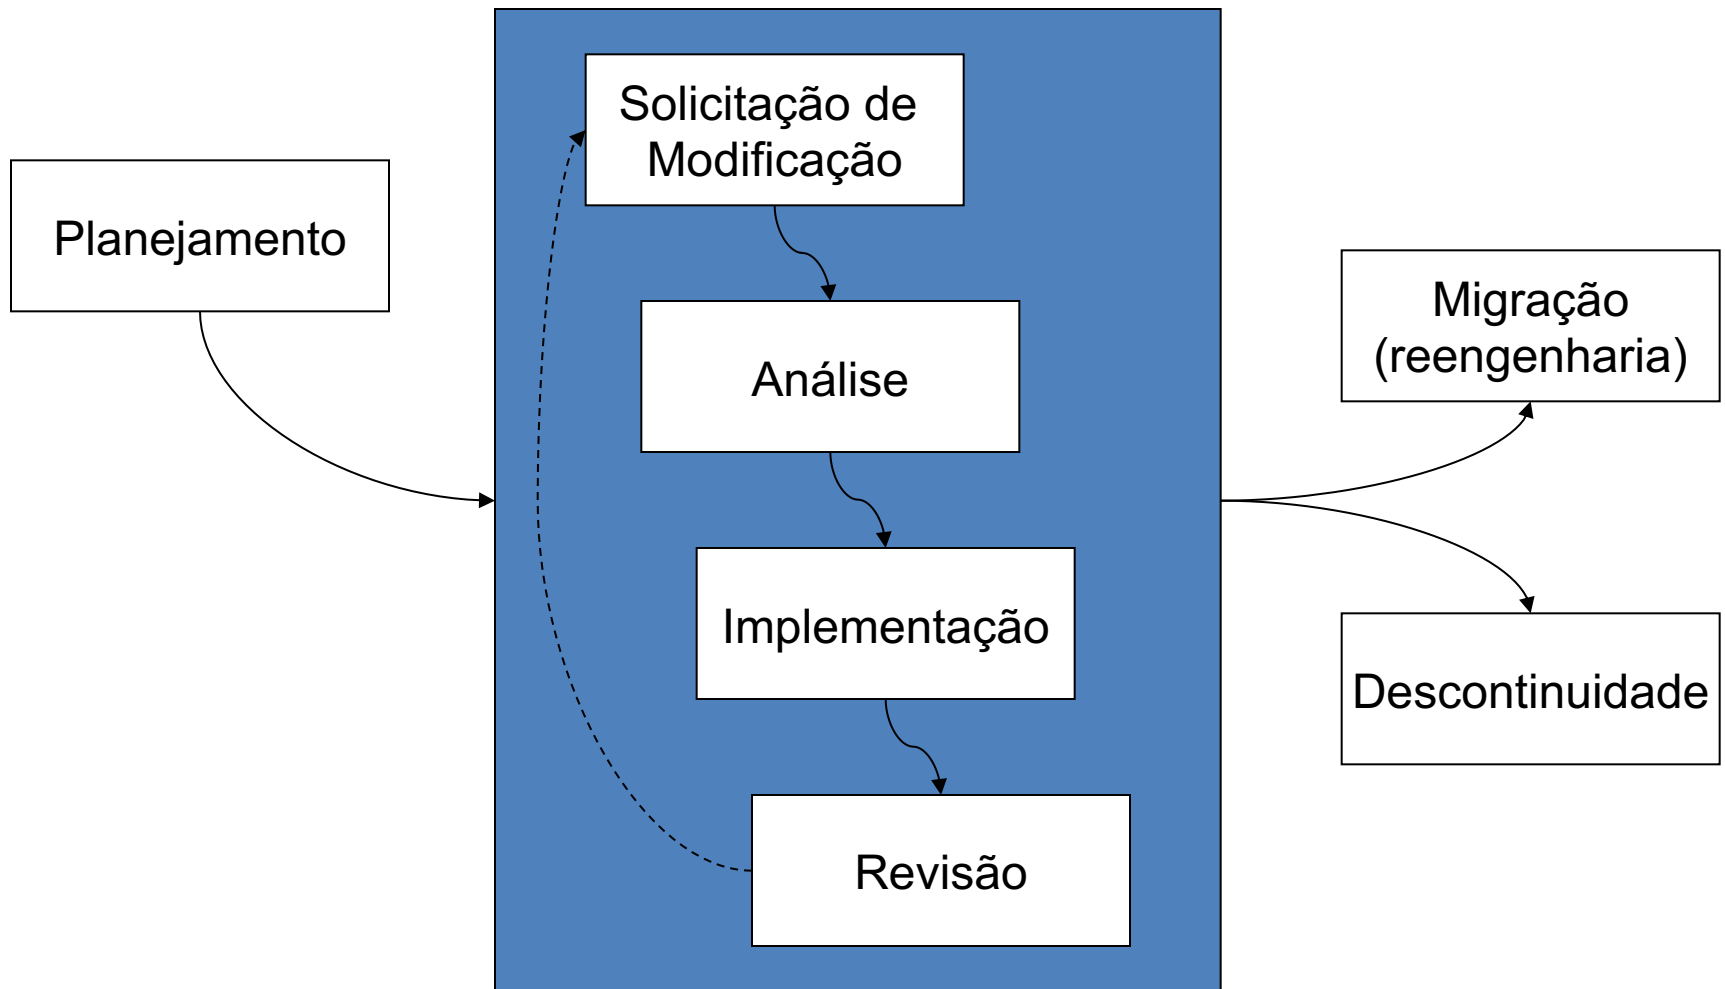 Planejamento
Solicitação de
Modificação
Análise
Implementação
Revisão
Migração
(reengenharia)
Descontinuidade